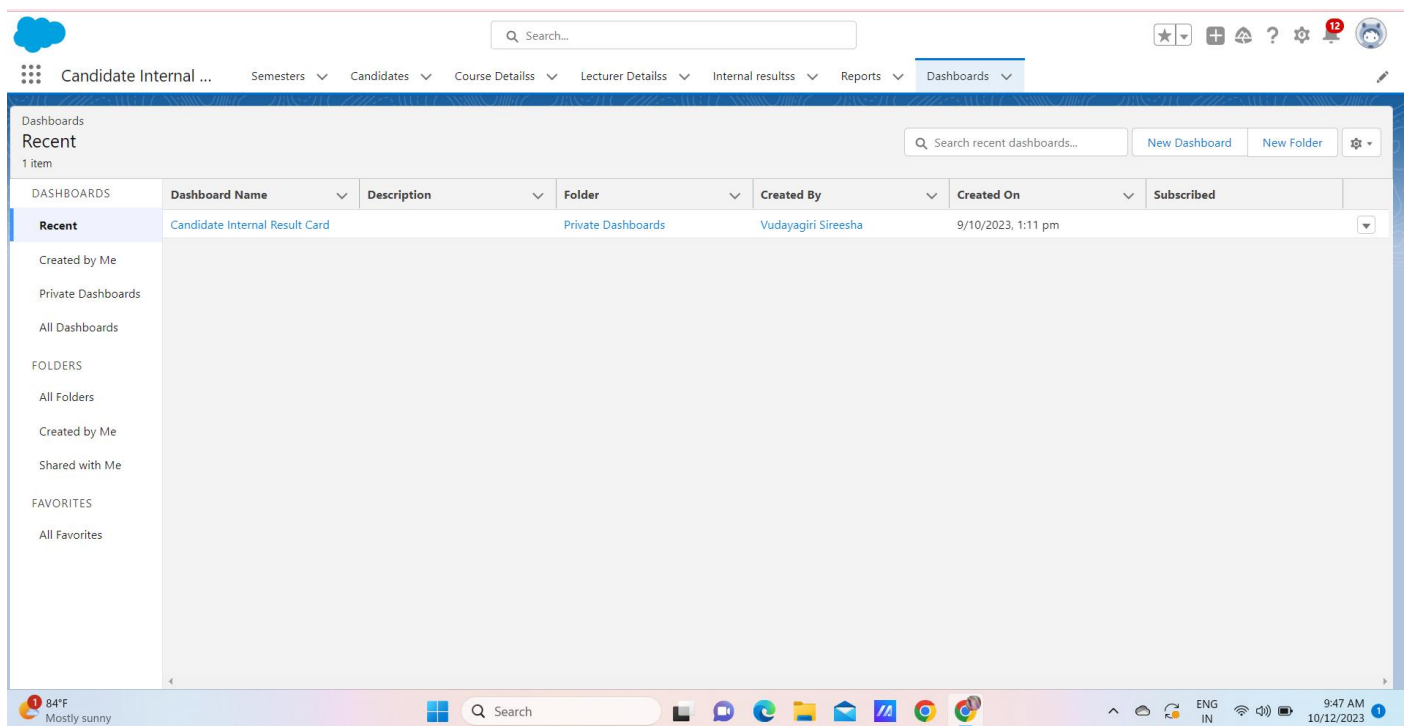 Search...
12
Candidate Internal ... Semesters Candidates Course Detailss Lecturer Detailss Internal resultss Reports Dashboards
Dashboards
Recent
1 item
Search recent dashboards... New Dashboard New Folder
DASHBOARDS Dashboard Name Description Folder Created By Created On Subscribed
Recent Candidate Internal Result Card Private Dashboards Vudayagiri Sireesha 9/10/2023, 1:11 pm
Created by Me
Private Dashboards
All Dashboards
FOLDERS
All Folders
Created by Me
Shared with Me
FAVORITES
All Favorites
1 84°F
Mostly sunny
Search
ENG
IN
9:47 AM
10/12/2023
1